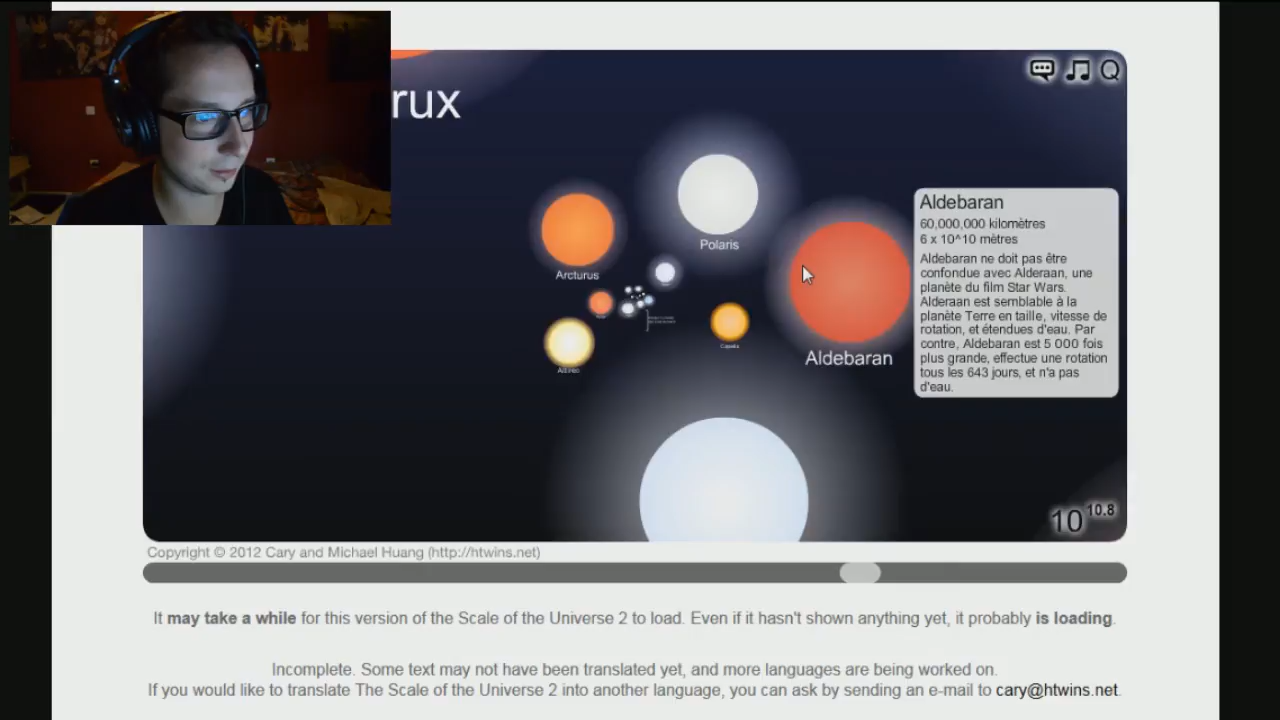 rux
Polaris
Arcturus
Capella
Aldebaran
Aldebaran
60,000,000 kilomètres
6 x 10^10 mètres
Aldebaran ne doit pas être
confondue avec Alderaan, une
planète du film Star Wars.
Alderaan est semblable à la
planète Terre en taille, vitesse de
rotation, et étendues d'eau. Par
contre, Aldebaran est 5 000 fois
plus grande, effectue une rotation
tous les 643 jours, et n'a pas
d'eau.
10^10.8
Copyright © 2012 Cary and Michael Huang (http://htwins.net)
It may take a while for this version of the Scale of the Universe 2 to load. Even if it hasn't shown anything yet, it probably is loading.
Incomplete. Some text may not have been translated yet, and more languages are being worked on.
If you would like to translate The Scale of the Universe 2 into another language, you can ask by sending an e-mail to cary@htwins.net.